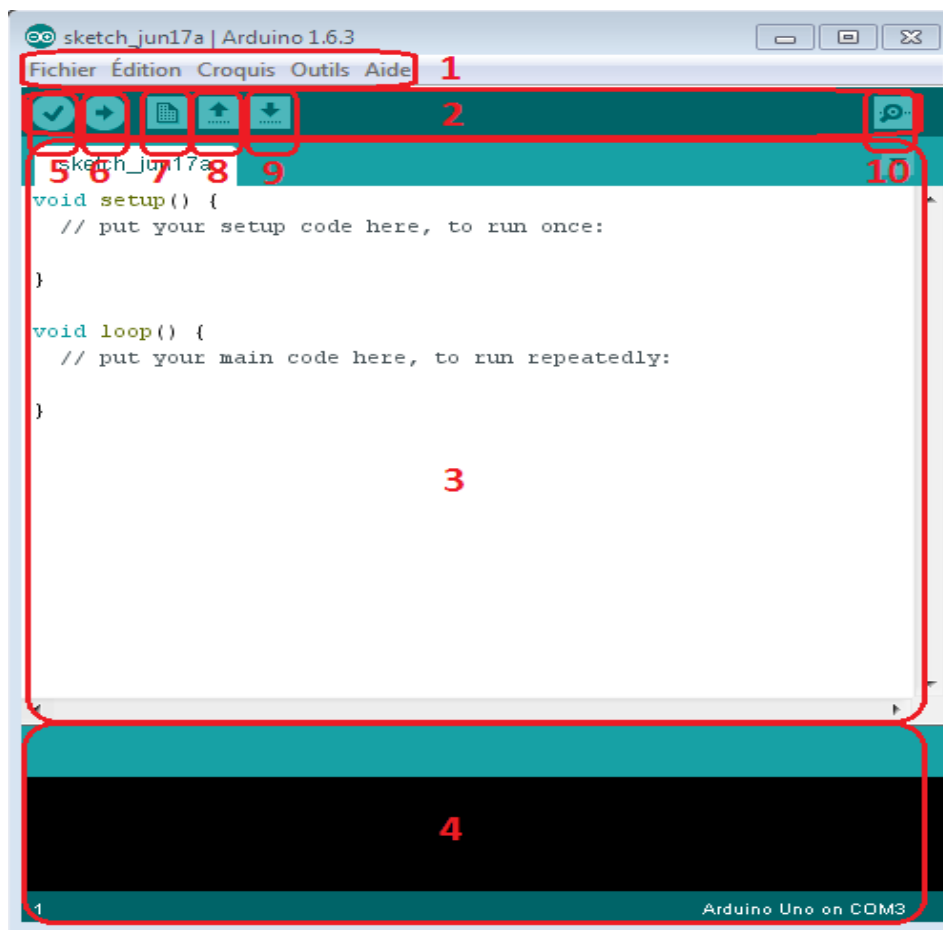 sketch_jun17a | Arduino 1.6.3
Fichier Édition Croquis Outils Aide 1
2
sketch_jun17a
5 6 7 8 9 10
void setup() {
// put your setup code here, to run once:
}
void loop() {
// put your main code here, to run repeatedly:
}
3
4
1 Arduino Uno on COM3